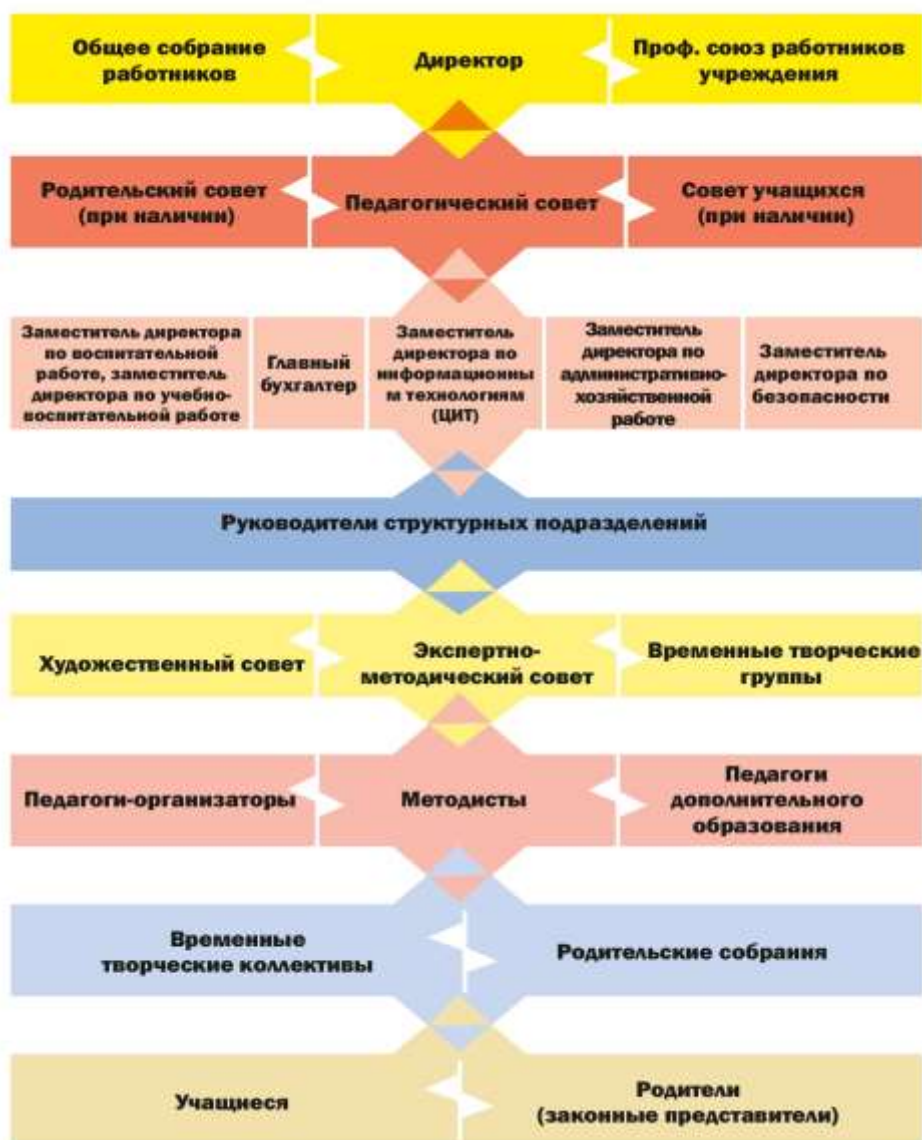 Общее собрание
работников
Директор
Проф. союз работников
учреждения
Родительский совет
(при наличии)
Педагогический совет
Совет учащихся
(при наличии)
Заместитель директора
по воспитательной
работе, заместитель
директора по учебно-
воспитательной работе
Главный
бухгалтер
Заместитель
директора по
информационны
м технологиям
(ЦИТ)
Заместитель
директора по
административно-
хозяйственной
работе
Заместитель
директора по
безопасности
Руководители структурных подразделений
Художественный совет
Экспертно-
методический совет
Временные творческие
группы
Педагоги-организаторы
Методисты
Педагоги
дополнительного
образования
Временные
творческие коллективы
Родительские собрания
Учащиеся
Родители
(законные представители)